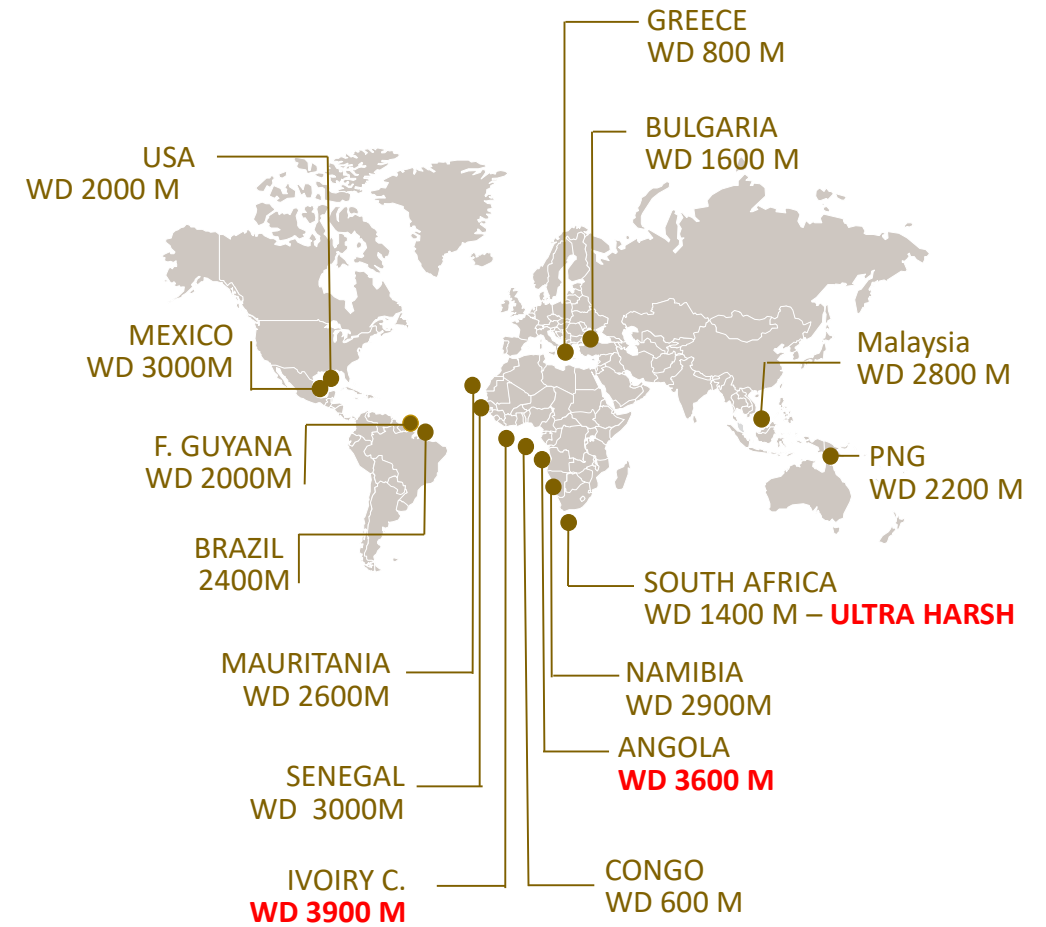 GREECE
WD 800 M
BULGARIA
WD 1600 M
USA
WD 2000 M
MEXICO
WD 3000M
Malaysia
WD 2800 M
F. GUYANA
WD 2000M
PNG
WD 2200 M
BRAZIL
2400M
SOUTH AFRICA
WD 1400 M – ULTRA HARSH
MAURITANIA
WD 2600M
NAMIBIA
WD 2900M
ANGOLA
WD 3600 M
SENEGAL
WD 3000M
CONGO
WD 600 M
IVOIRY C.
WD 3900 M